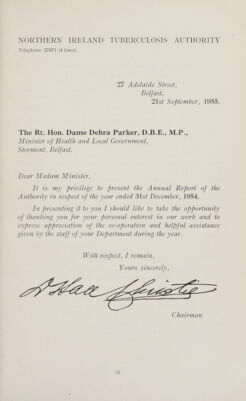 NORTHERN IRELAND TUBERCULOSIS AUTHORITY
Telephone 27871 (4 lines)
27 Adelaide Street,
Belfast.
21st September, 1955.
The Rt. Hon. Dame Dehra Parker, D.B.E., M.P.,
Minister of Health and Local Government,
Stormont, Belfast.
Dear Madam Minister,
It is my privilege to present the Annual Report of the
Authority in respect of the year ended 31st December, 1954.
In presenting it to you I should like to take the opportunity
of thanking you for your personal interest in our work and to
express appreciation of the co-operation and helpful assistance
given by the staff of your Department during the year.
With respect, I remain,
Yours sincerely,
D Hall Christie
Chairman